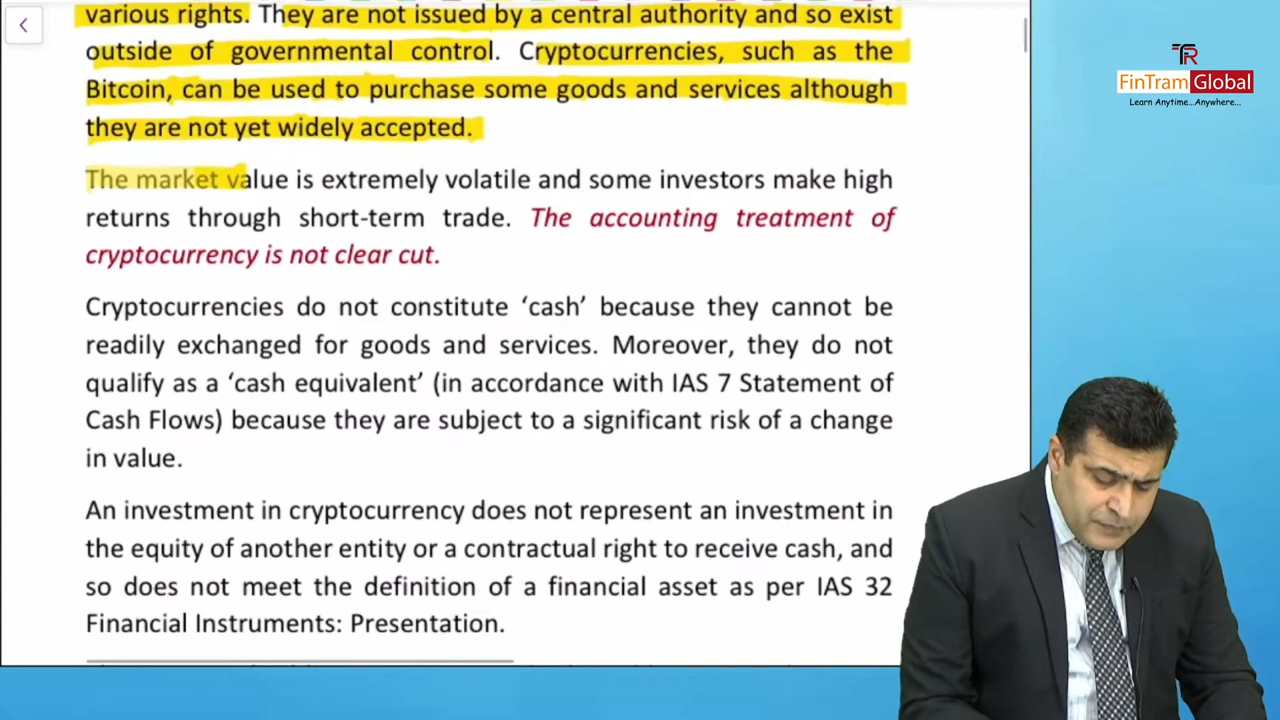 various rights. They are not issued by a central authority and so exist
outside of governmental control. Cryptocurrencies, such as the
Bitcoin, can be used to purchase some goods and services although
they are not yet widely accepted.
The market value is extremely volatile and some investors make high
returns through short-term trade. The accounting treatment of
cryptocurrency is not clear cut.
Cryptocurrencies do not constitute ‘cash’ because they cannot be
readily exchanged for goods and services. Moreover, they do not
qualify as a ‘cash equivalent’ (in accordance with IAS 7 Statement of
Cash Flows) because they are subject to a significant risk of a change
in value.
An investment in cryptocurrency does not represent an investment in
the equity of another entity or a contractual right to receive cash, and
so does not meet the definition of a financial asset as per IAS 32
Financial Instruments: Presentation.
FinTram Global
Learn Anytime...Anywhere...